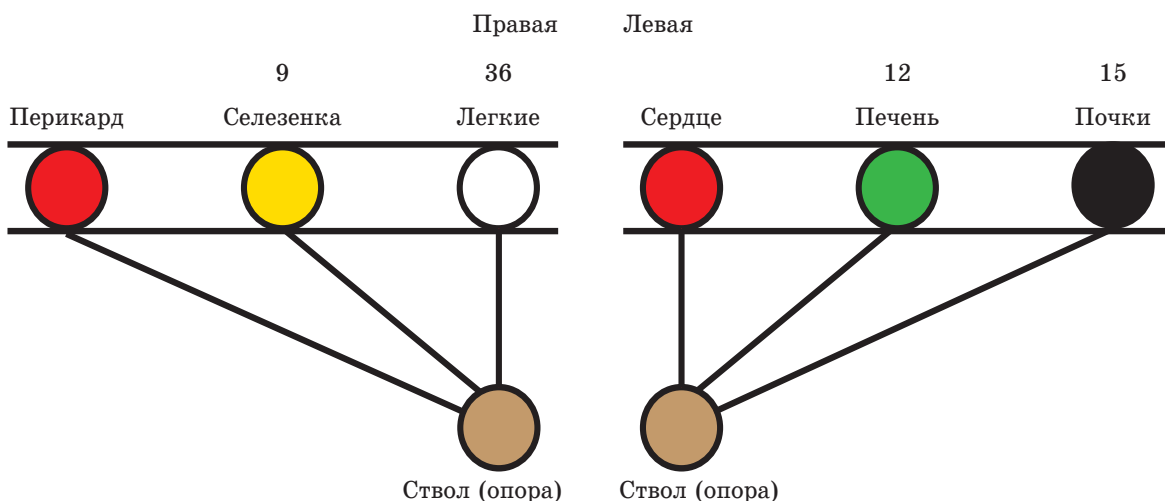 Правая Левая
9 36 12 15
Перикард Селезенка Легкие Сердце Печень Почки
Ствол (опора) Ствол (опора)